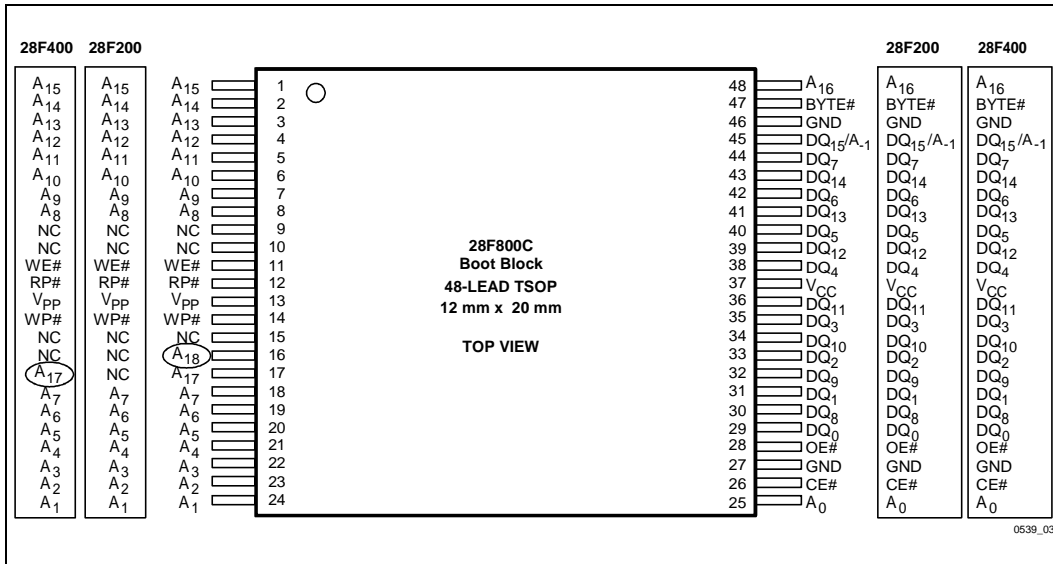 28F400 28F200 28F200 28F400
A15 A15 A15 1 48 A16 A16 A16
A14 A14 A14 2 47 BYTE# BYTE# BYTE#
A13 A13 A13 3 46 GND GND GND
A12 A12 A12 4 45 DQ15/A-1 DQ15/A-1 DQ15/A-1
A11 A11 A11 5 44 DQ7 DQ7 DQ7
A10 A10 A10 6 43 DQ14 DQ14 DQ14
A9 A9 A9 7 42 DQ6 DQ6 DQ6
A8 A8 A8 8 41 DQ13 DQ13 DQ13
NC NC NC 9 40 DQ5 DQ5 DQ5
NC NC NC 10 28F800C 39 DQ12 DQ12 DQ12
WE# WE# WE# 11 Boot Block 38 DQ4 DQ4 DQ4
RP# RP# RP# 12 48-LEAD TSOP 37 VCC VCC VCC
VPP VPP VPP 13 12 mm x 20 mm 36 DQ11 DQ11 DQ11
WP# WP# WP# 14 35 DQ3 DQ3 DQ3
NC NC NC 15 TOP VIEW 34 DQ10 DQ10 DQ10
NC NC A18 16 33 DQ2 DQ2 DQ2
A17 NC A17 17 32 DQ9 DQ9 DQ9
A7 A7 A7 18 31 DQ1 DQ1 DQ1
A6 A6 A6 19 30 DQ8 DQ8 DQ8
A5 A5 A5 20 29 DQ0 DQ0 DQ0
A4 A4 A4 21 28 OE# OE# OE#
A3 A3 A3 22 27 GND GND GND
A2 A2 A2 23 26 CE# CE# CE#
A1 A1 A1 24 25 A0 A0 A0
0539_03